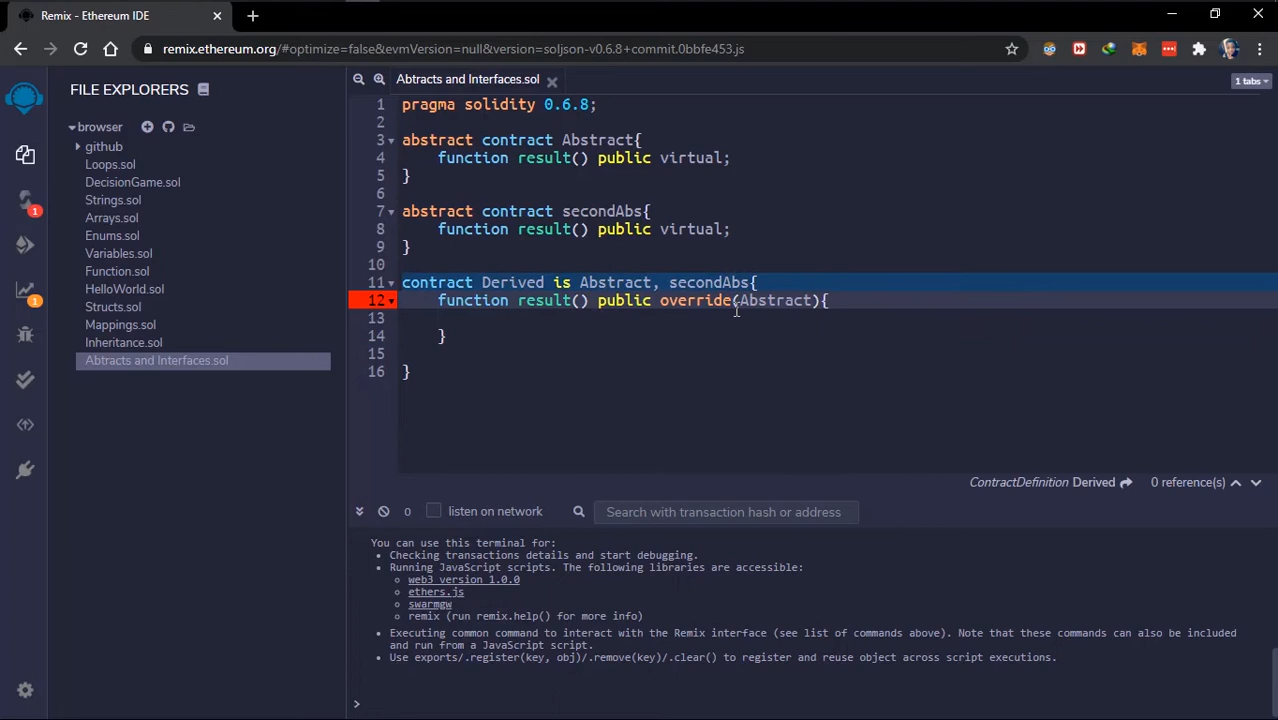 Remix - Ethereum IDE
remix.ethereum.org/#optimize=false&evmVersion=null&version=soljson-v0.6.8+commit.0bbfe453.js
FILE EXPLORERS
Abtracts and Interfaces.sol
1 tabs
browser
github
Loops.sol
DecisionGame.sol
Strings.sol
Arrays.sol
Enums.sol
Variables.sol
Function.sol
HelloWorld.sol
Structs.sol
Mappings.sol
Inheritance.sol
Abtracts and Interfaces.sol
1
1
1 pragma solidity 0.6.8;
2
3 abstract contract Abstract{
4 function result() public virtual;
5 }
6
7 abstract contract secondAbs{
8 function result() public virtual;
9 }
10
11 contract Derived is Abstract, secondAbs{
12 function result() public override(Abstract){
13
14 }
15
16 }
ContractDefinition Derived 0 reference(s)
0 listen on network Search with transaction hash or address
You can use this terminal for:
• Checking transactions details and start debugging.
• Running JavaScript scripts. The following libraries are accessible:
web3 version 1.0.0
ethers.js
swarmgw
remix (run remix.help() for more info)
• Executing common command to interact with the Remix interface (see list of commands above). Note that these commands can also be included
and run from a JavaScript script.
• Use exports/.register(key, obj)/.remove(key)/.clear() to register and reuse object across script executions.
>